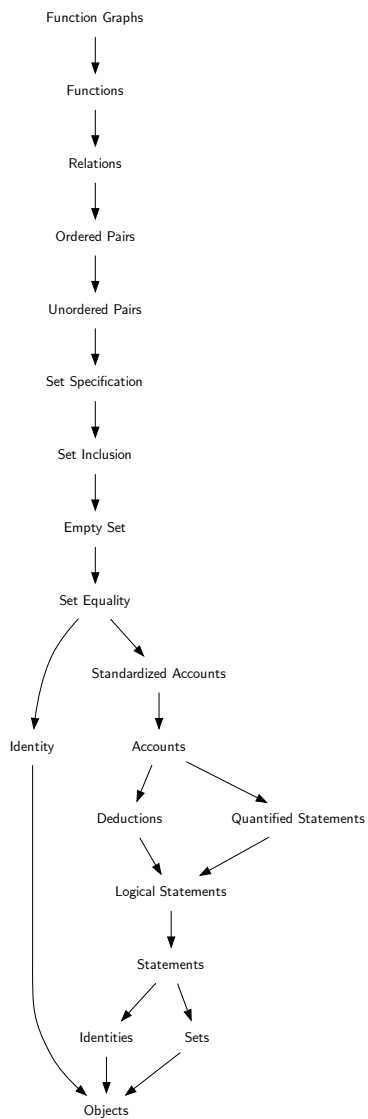 Function Graphs
Functions
Relations
Ordered Pairs
Unordered Pairs
Set Specification
Set Inclusion
Empty Set
Set Equality
Standardized Accounts
Identity
Accounts
Deductions
Quantified Statements
Logical Statements
Statements
Identities
Sets
Objects